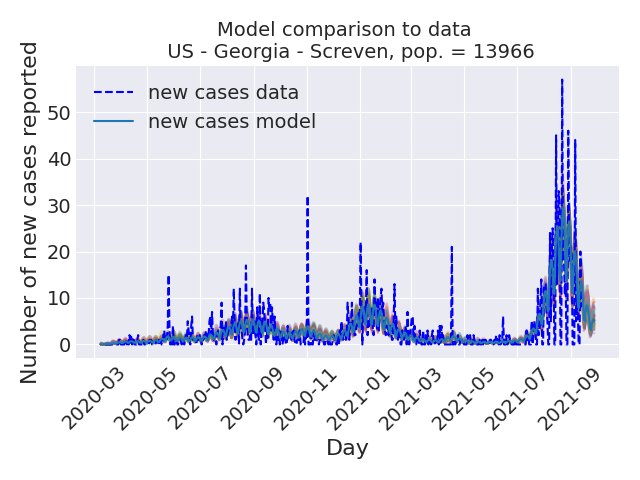 Model comparison to data
US - Georgia - Screven, pop. = 13966
new cases data
new cases model
Number of new cases reported
50
40
30
20
10
0
2020-03
2020-05
2020-07
2020-09
2020-11
2021-01
2021-03
2021-05
2021-07
2021-09
Day